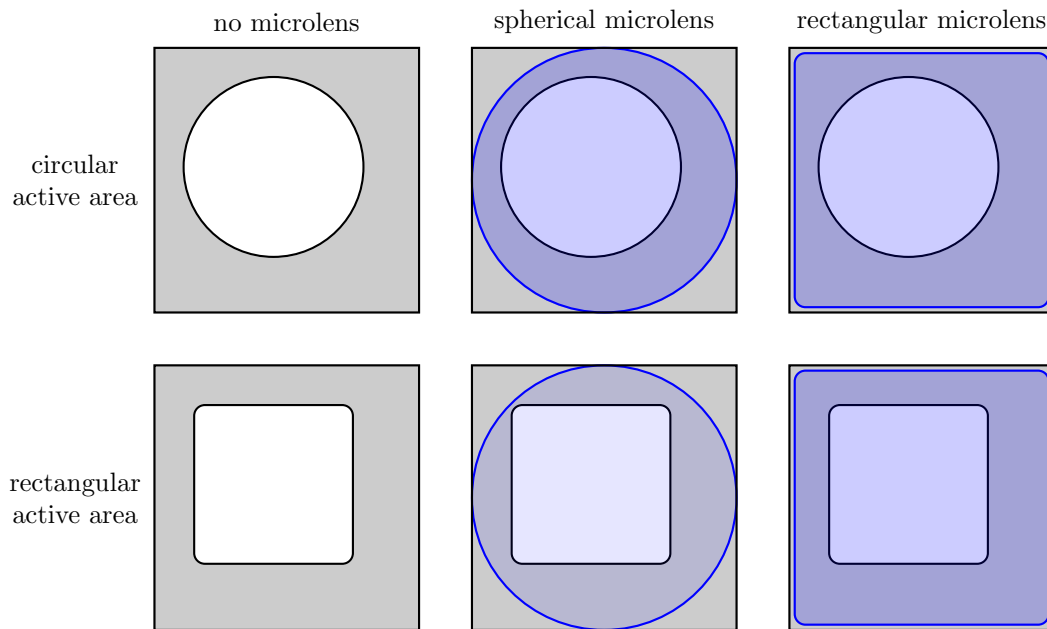 no microlens
spherical microlens
rectangular microlens
circular
active area
rectangular
active area